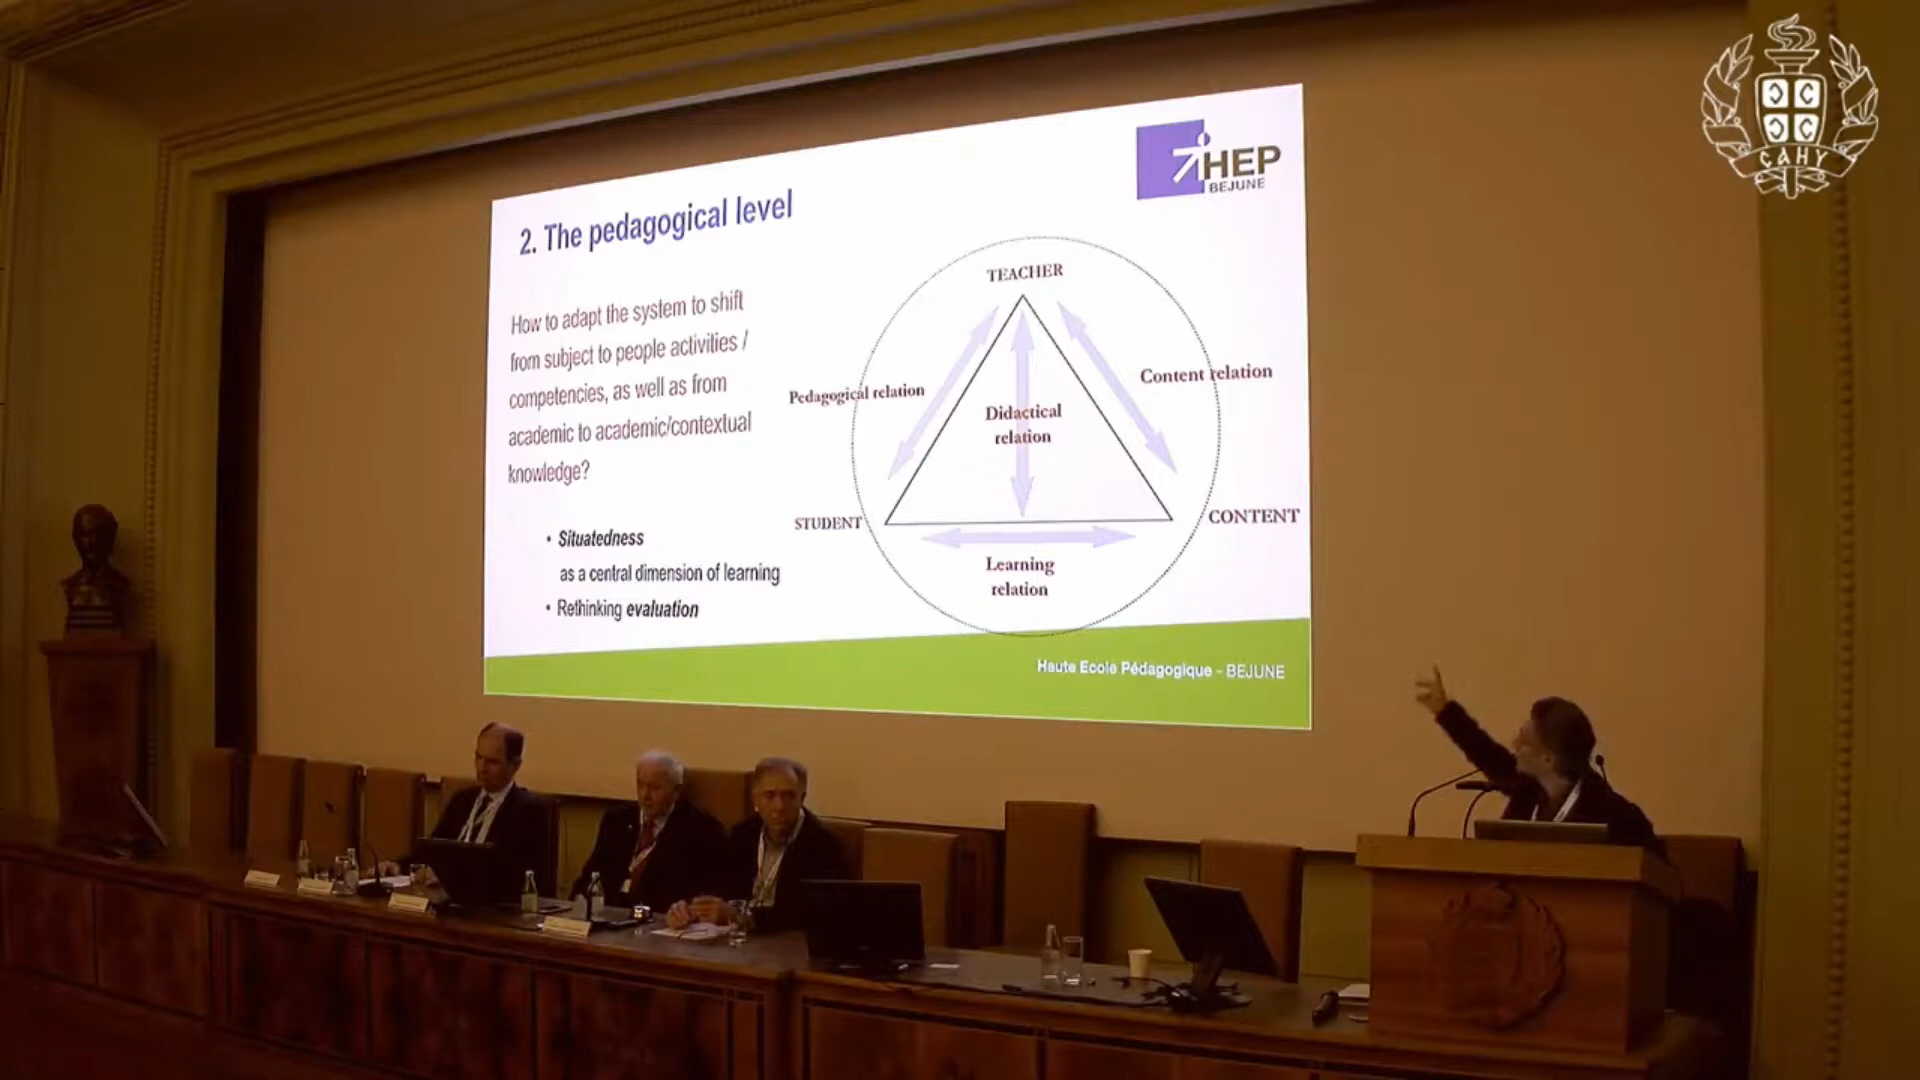 САНУ
HEP
BEJUNE
2. The pedagogical level
How to adapt the system to shift
from subject to people activities /
competencies, as well as from
academic to academic/contextual
knowledge?
• Situatedness
as a central dimension of learning
• Rethinking evaluation
TEACHER
Pedagogical relation
Content relation
Didactical
relation
STUDENT
CONTENT
Learning
relation
Haute Ecole Pédagogique - BEJUNE